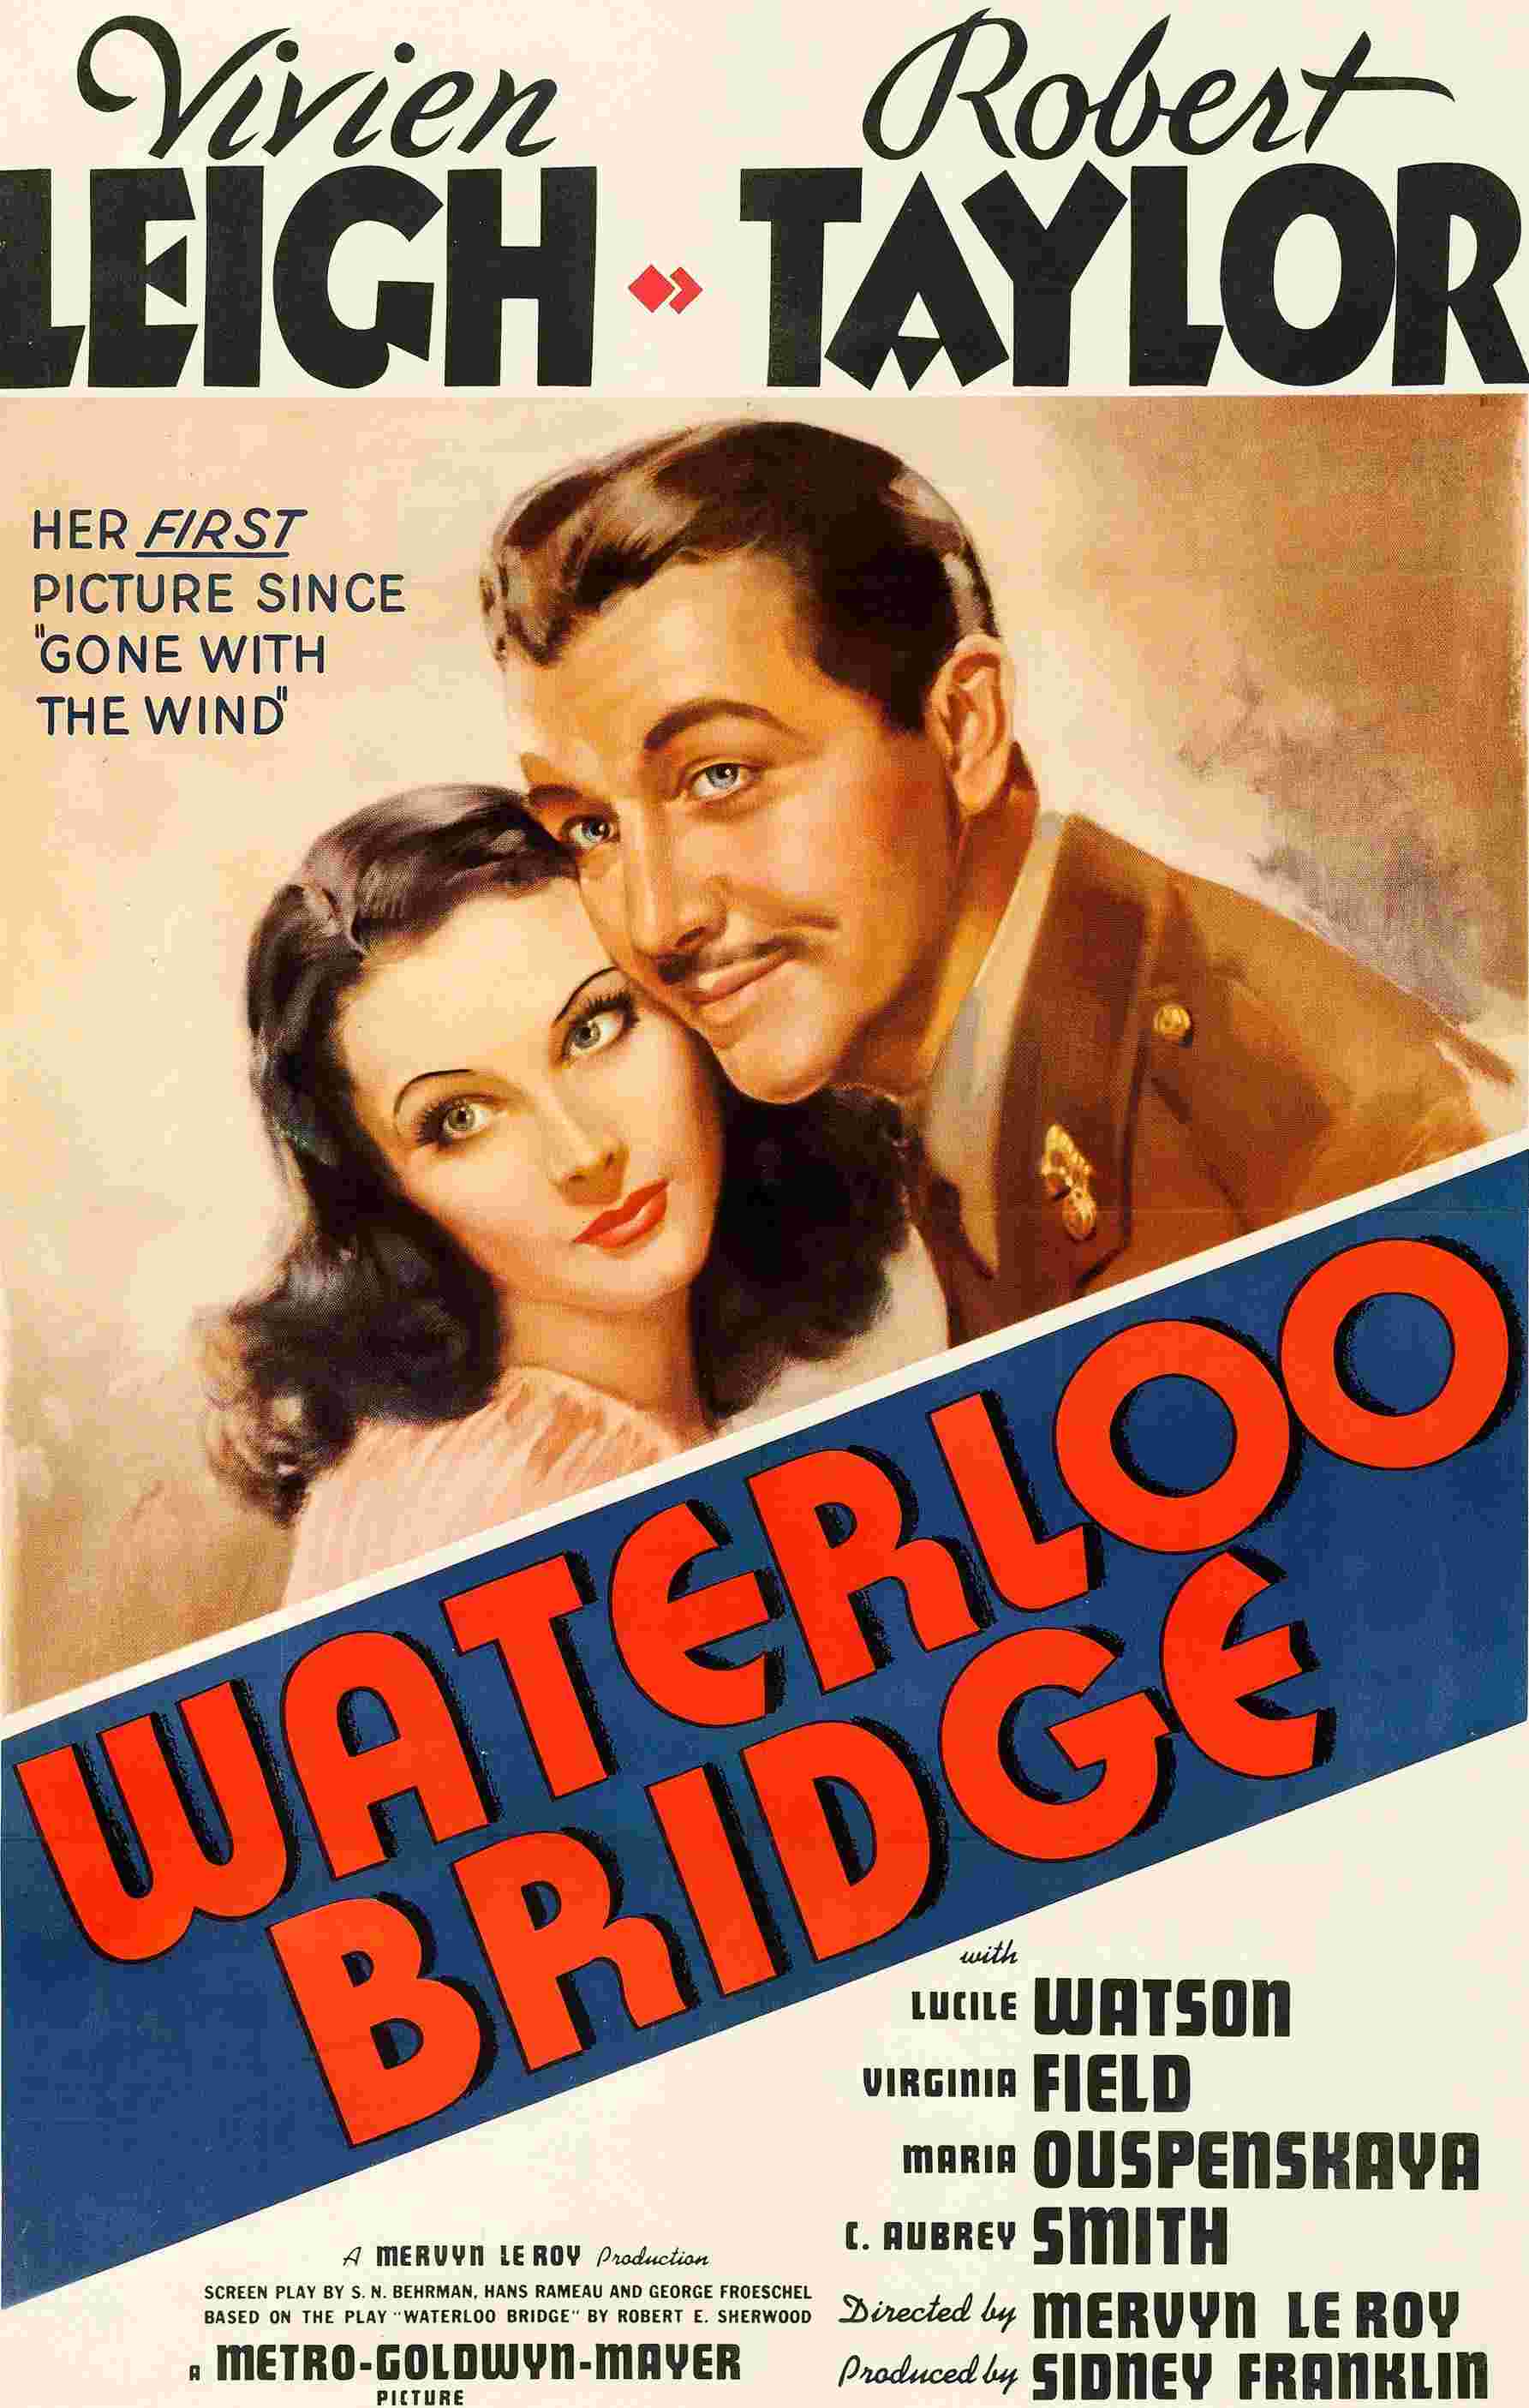 Vivien Robert
LEIGH TAYLOR
HER FIRST
PICTURE SINCE
"GONE WITH
THE WIND"
WATERLOO
BRIDGE
with
LUCILE WATSON
VIRGINIA FIELD
MARIA OUSPENSKAYA
C. AUBREY SMITH
Directed by MERVYN LE ROY
Produced by SIDNEY FRANKLIN
A MERVYN LE ROY Production
SCREEN PLAY BY S. N. BEHRMAN, HANS RAMEAU AND GEORGE FROESCHEL
BASED ON THE PLAY "WATERLOO BRIDGE" BY ROBERT E. SHERWOOD
A METRO-GOLDWYN-MAYER
PICTURE